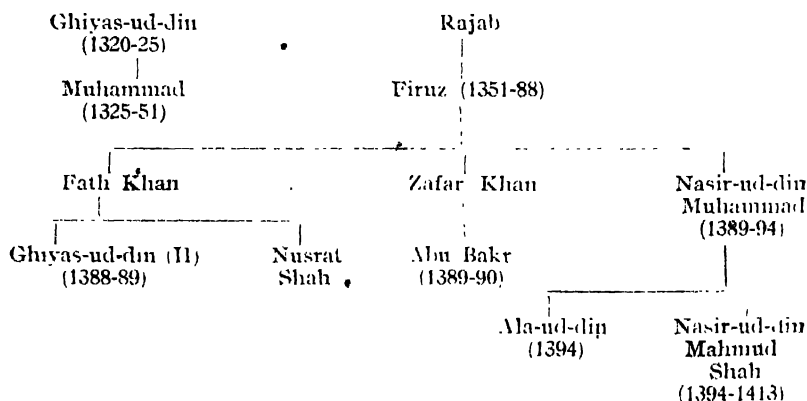 Ghiyas-ud-din Rajab
(1320-25)
Muhammad Firuz (1351-88)
(1325-51)
Fath Khan Zafar Khan Nasir-ud-din
Muhammad
(1389-94)
Ghiyas-ud-din (II) Nusrat Abu Bakr
(1388-89) Shah (1389-90)
Ala-ud-din Nasir-ud-din
(1394) Mahmud
Shah
(1394-1413)